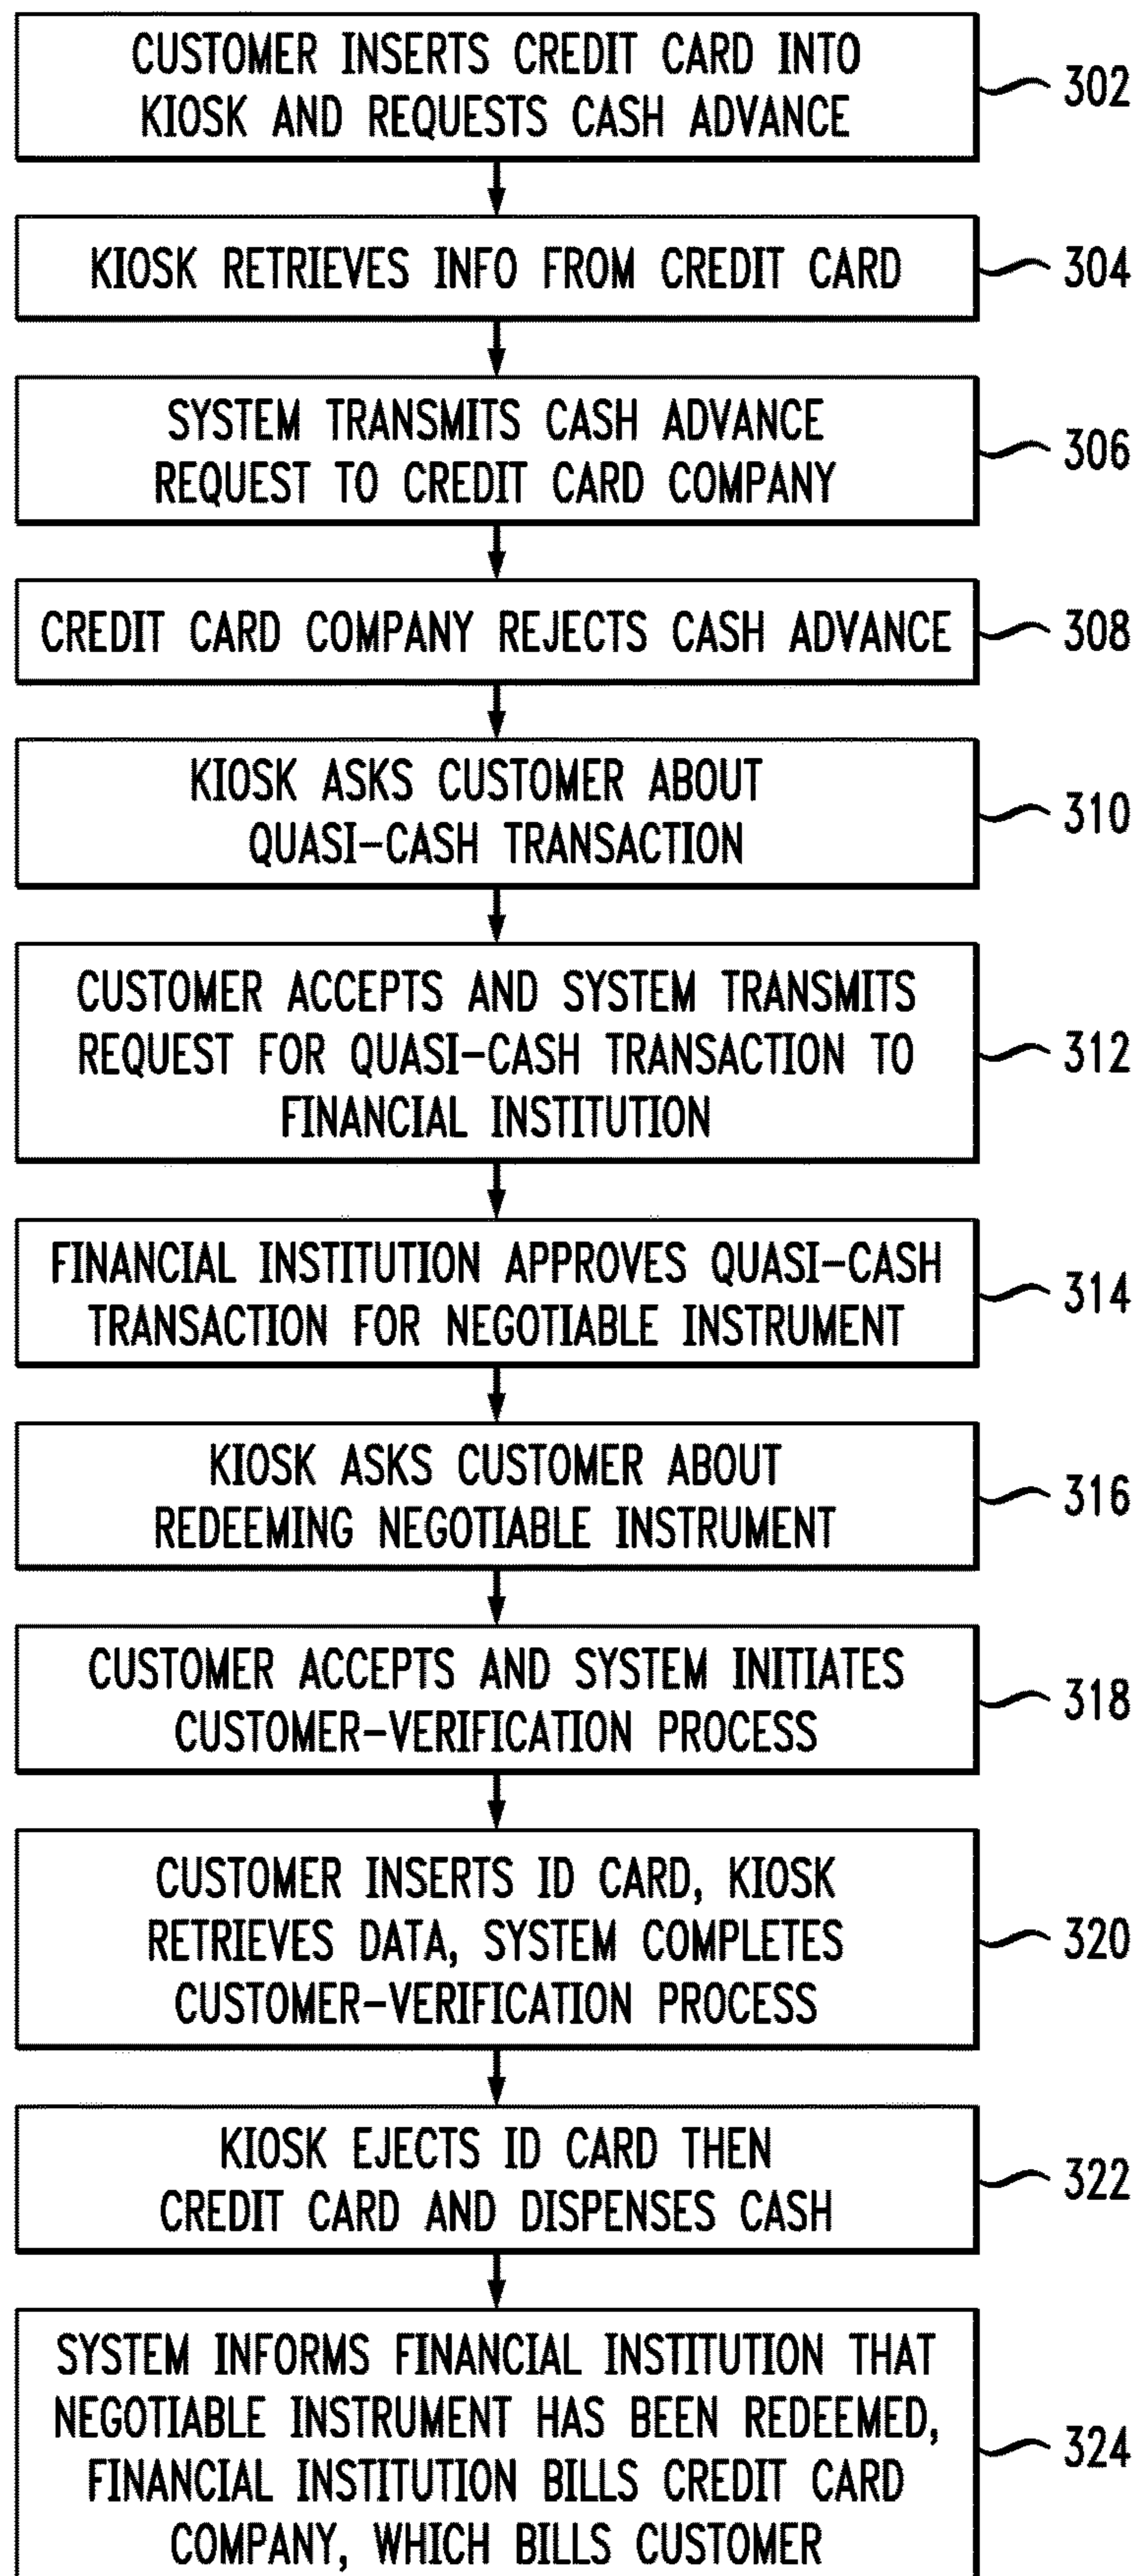 CUSTOMER INSERTS CREDIT CARD INTO
KIOSK AND REQUESTS CASH ADVANCE
302
KIOSK RETRIEVES INFO FROM CREDIT CARD
304
SYSTEM TRANSMITS CASH ADVANCE
REQUEST TO CREDIT CARD COMPANY
306
CREDIT CARD COMPANY REJECTS CASH ADVANCE
308
KIOSK ASKS CUSTOMER ABOUT
QUASI-CASH TRANSACTION
310
CUSTOMER ACCEPTS AND SYSTEM TRANSMITS
REQUEST FOR QUASI-CASH TRANSACTION TO
FINANCIAL INSTITUTION
312
FINANCIAL INSTITUTION APPROVES QUASI-CASH
TRANSACTION FOR NEGOTIABLE INSTRUMENT
314
KIOSK ASKS CUSTOMER ABOUT
REDEEMING NEGOTIABLE INSTRUMENT
316
CUSTOMER ACCEPTS AND SYSTEM INITIATES
CUSTOMER-VERIFICATION PROCESS
318
CUSTOMER INSERTS ID CARD, KIOSK
RETRIEVES DATA, SYSTEM COMPLETES
CUSTOMER-VERIFICATION PROCESS
320
KIOSK EJECTS ID CARD THEN
CREDIT CARD AND DISPENSES CASH
322
SYSTEM INFORMS FINANCIAL INSTITUTION THAT
NEGOTIABLE INSTRUMENT HAS BEEN REDEEMED,
FINANCIAL INSTITUTION BILLS CREDIT CARD
COMPANY, WHICH BILLS CUSTOMER
324